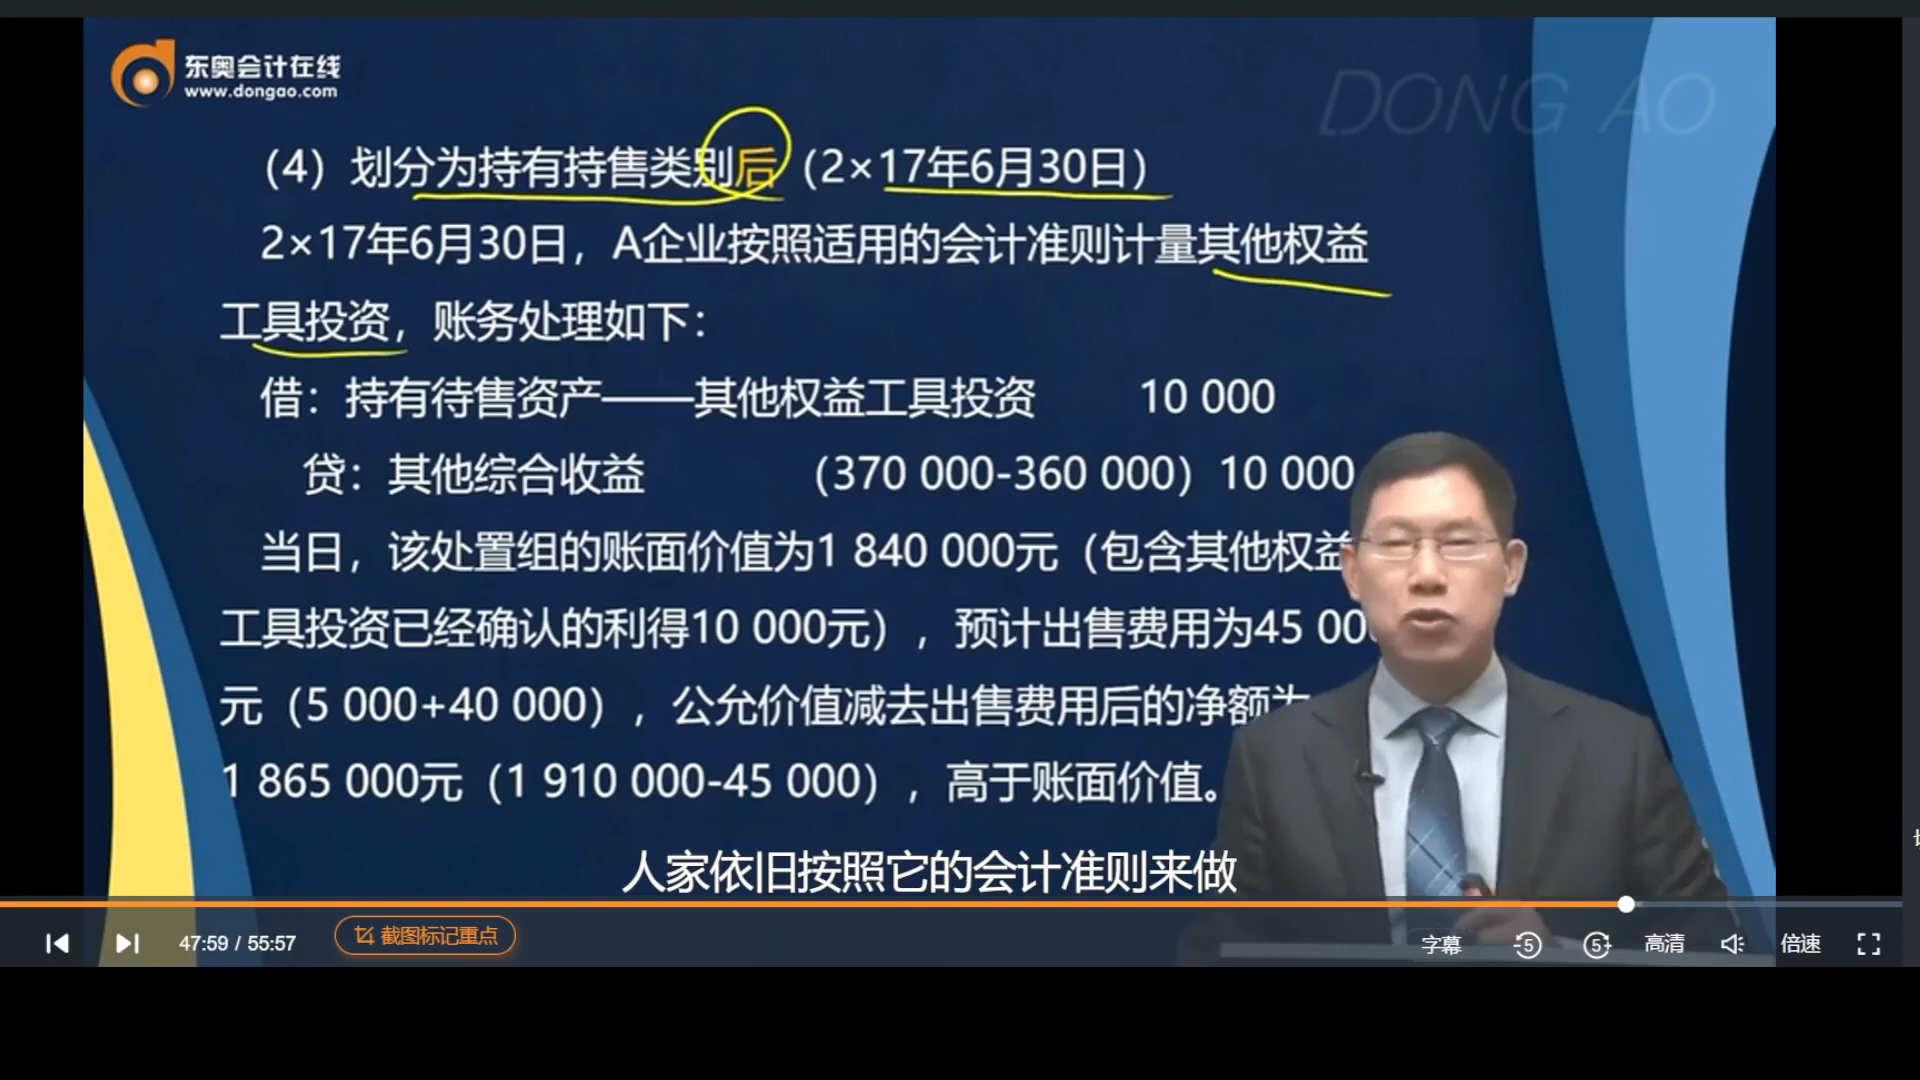 东奥会计在线
www.dongao.com
DONG AO
（4）划分为持有持售类别后（2×17年6月30日）
2×17年6月30日，A企业按照适用的会计准则计量其他权益
工具投资，账务处理如下：
借：持有待售资产——其他权益工具投资 10 000
贷：其他综合收益 （370 000-360 000）10 000
当日，该处置组的账面价值为1 840 000元（包含其他权益
工具投资已经确认的利得10 000元），预计出售费用为45 00
元（5 000+40 000），公允价值减去出售费用后的净额为
1 865 000元（1 910 000-45 000），高于账面价值。
人家依旧按照它的会计准则来做
47:59 / 55:57
截图标记重点
字幕
5
5
高清
倍速